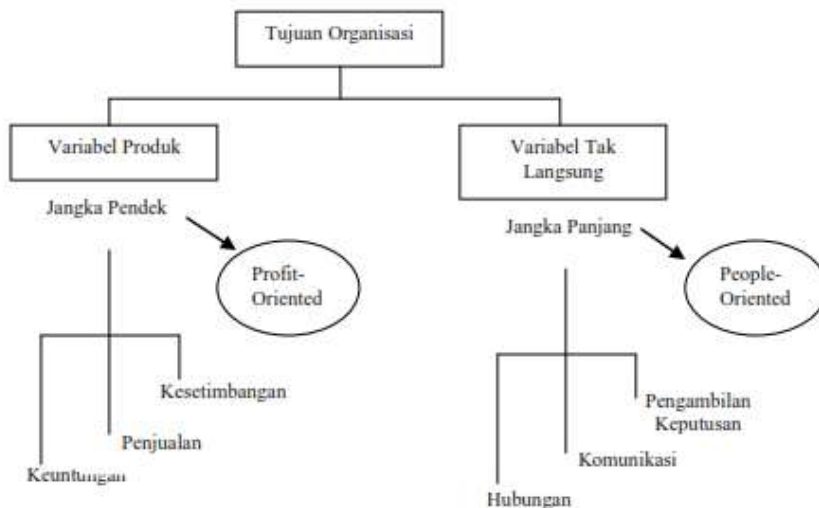 Tujuan Organisasi
Variabel Produk
Variabel Tak
Langsung
Jangka Pendek
Jangka Panjang
Profit-
Oriented
People-
Oriented
Kesetimbangan
Penjualan
Keuntungan
Pengambilan
Keputusan
Komunikasi
Hubungan